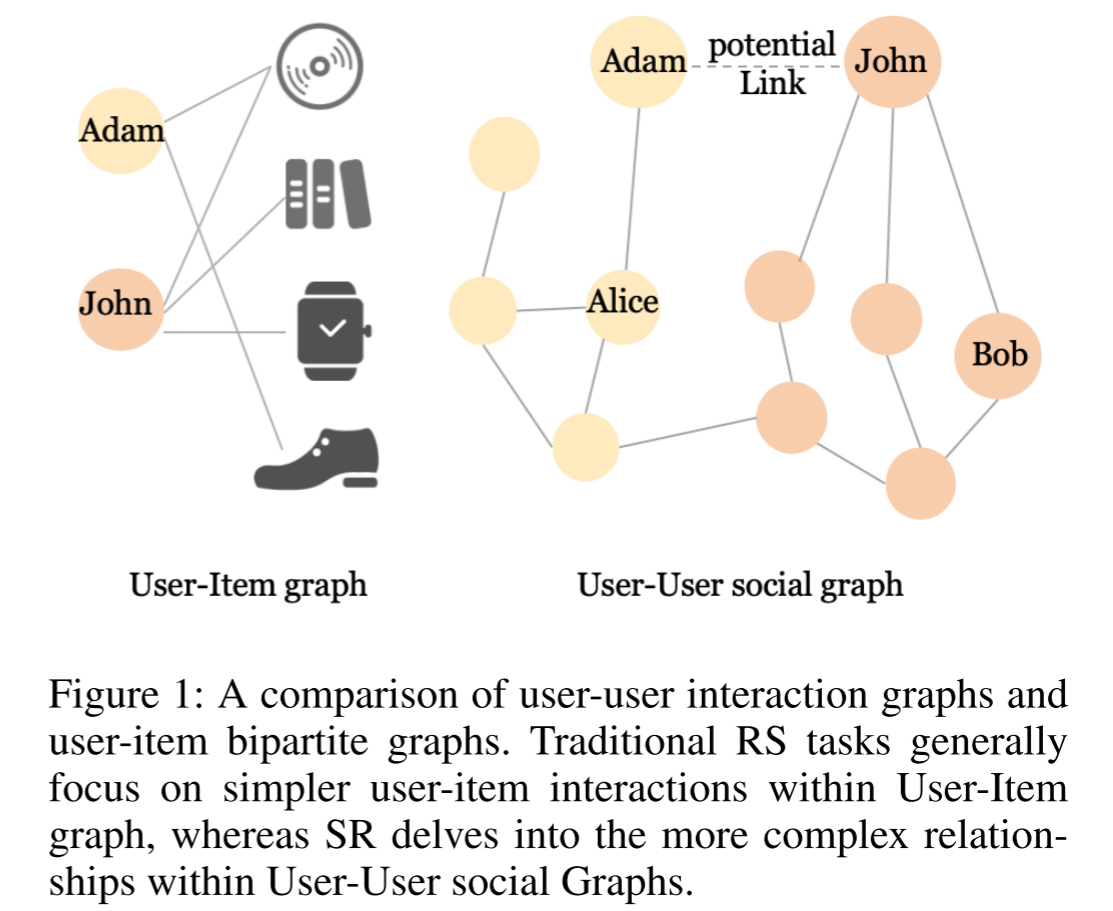 Adam
John
User-Item graph
Adam
potential
Link
John
Alice
Bob
User-User social graph
Figure 1: A comparison of user-user interaction graphs and
user-item bipartite graphs. Traditional RS tasks generally
focus on simpler user-item interactions within User-Item
graph, whereas SR delves into the more complex relation-
ships within User-User social Graphs.